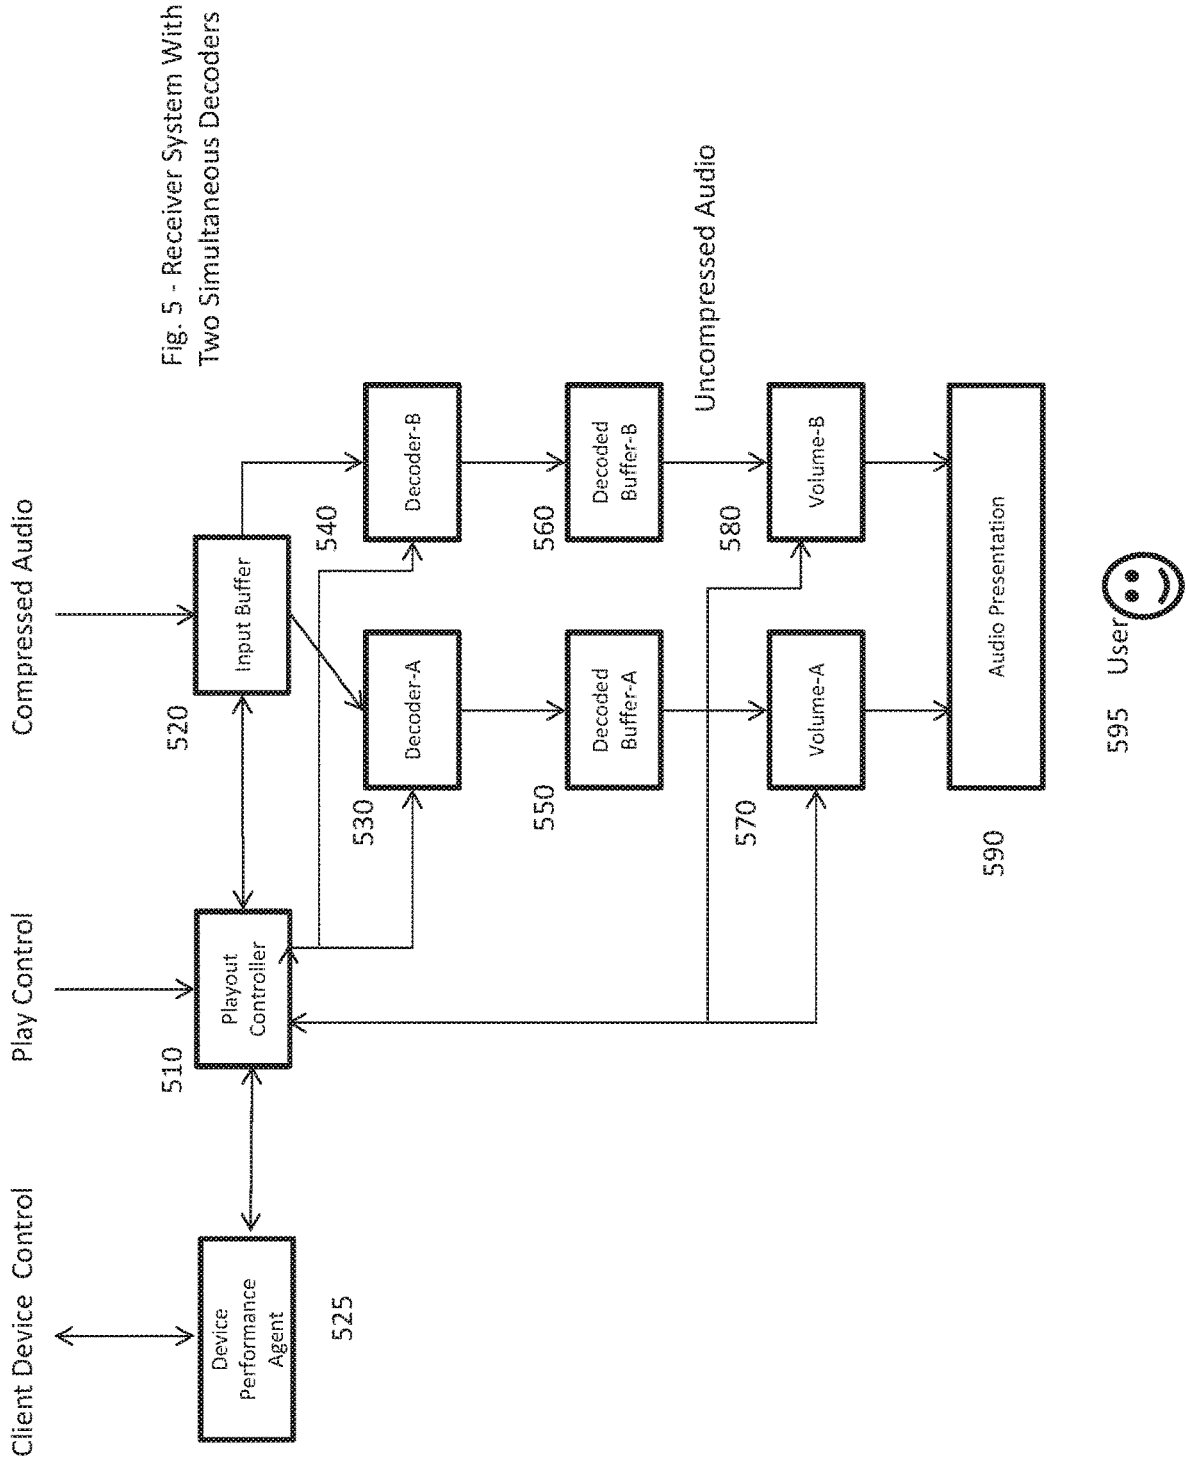 Client Device Control
Play Control
Compressed Audio
Fig. 5 - Receiver System With
Two Simultaneous Decoders
510
520
Device
Performance
Agent
Playout
Controller
Input Buffer
525
530
540
Decoder-A
Decoder-B
550
560
Decoded
Buffer-A
Decoded
Buffer-B
Uncompressed Audio
570
580
Volume-A
Volume-B
590
Audio Presentation
595 User